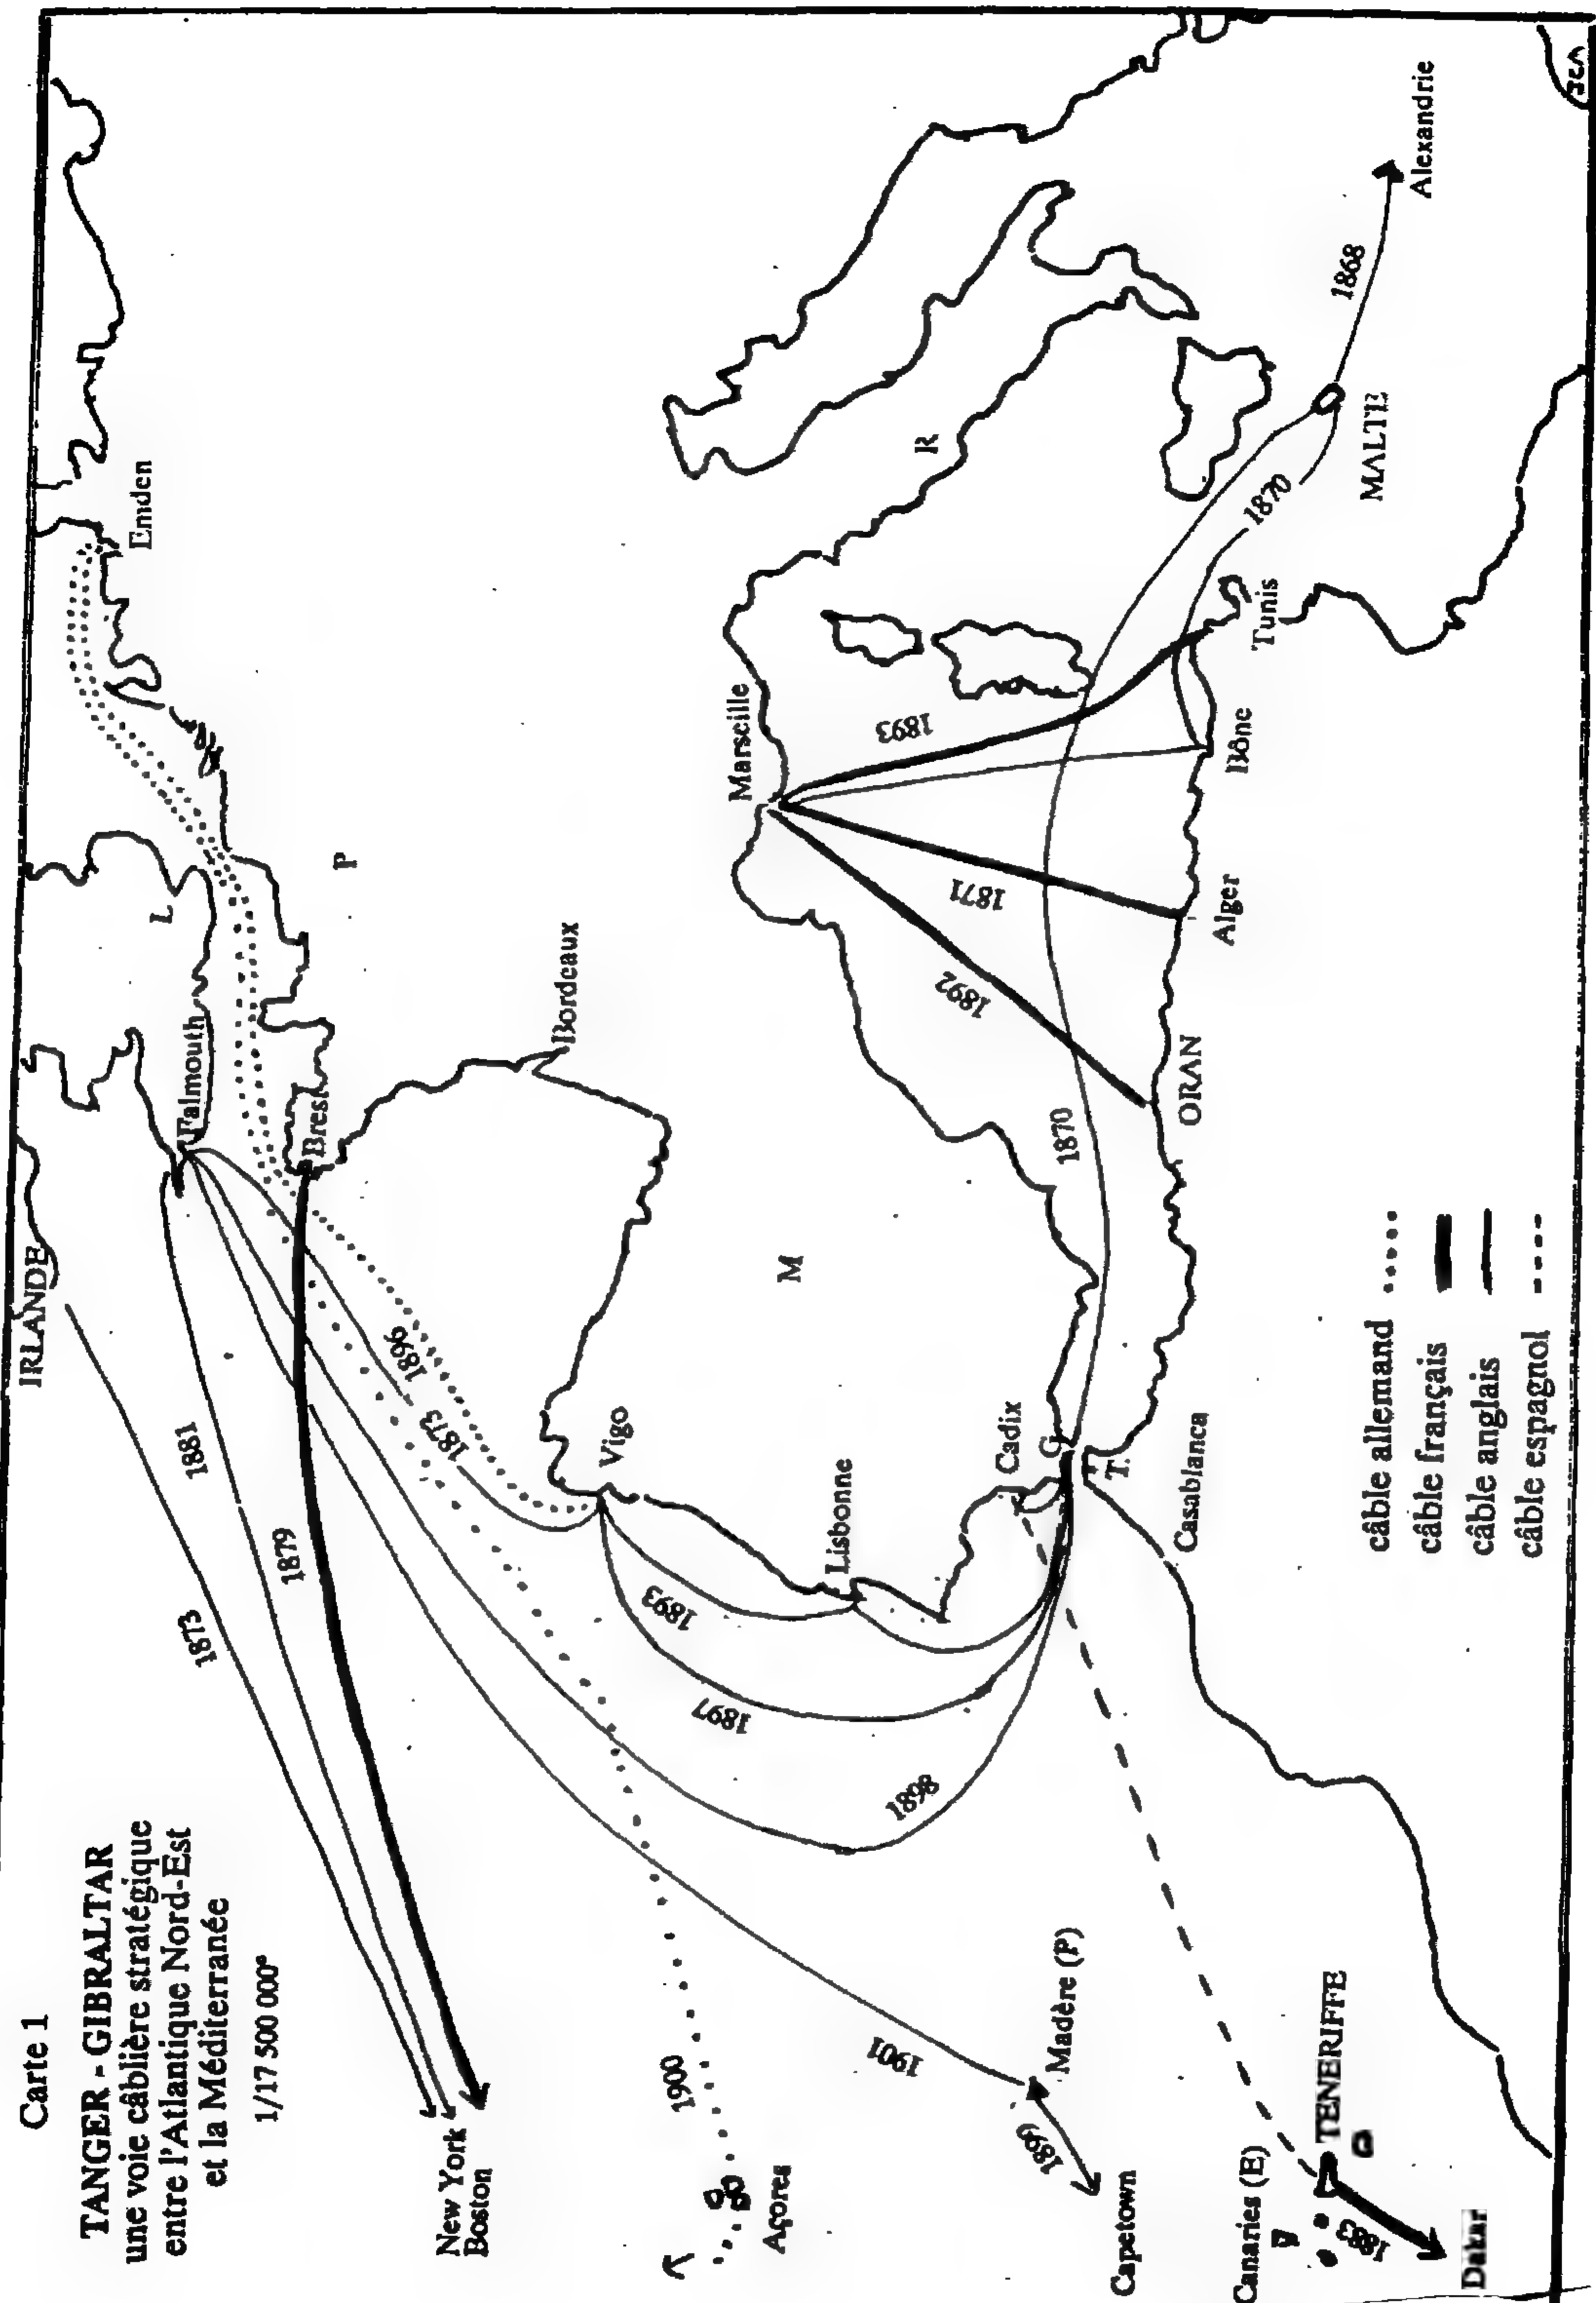 Carte 1
TANGER - GIBRALTAR
une voie câblière stratégique
entre l'Atlantique Nord-Est
et la Méditerranée
1/17 500 000°
IRLANDE
Falmouth
L
Emden
Brest
P
Bordeaux
1873
1881
1879
1896
1873
New York
Boston
Vigo
M
Marseille
R
1893
1871
1892
1893
1897
1898
1900
Açores
Lisbonne
Cadix
G
T.
1870
1870
1868
MALTE
Alexandrie
Tunis
Bône
Alger
ORAN
Casablanca
1901
Madère (P)
Capetown
Canaries (E)
TENERIFFE
Dakar
câble allemand
câble français
câble anglais
câble espagnol